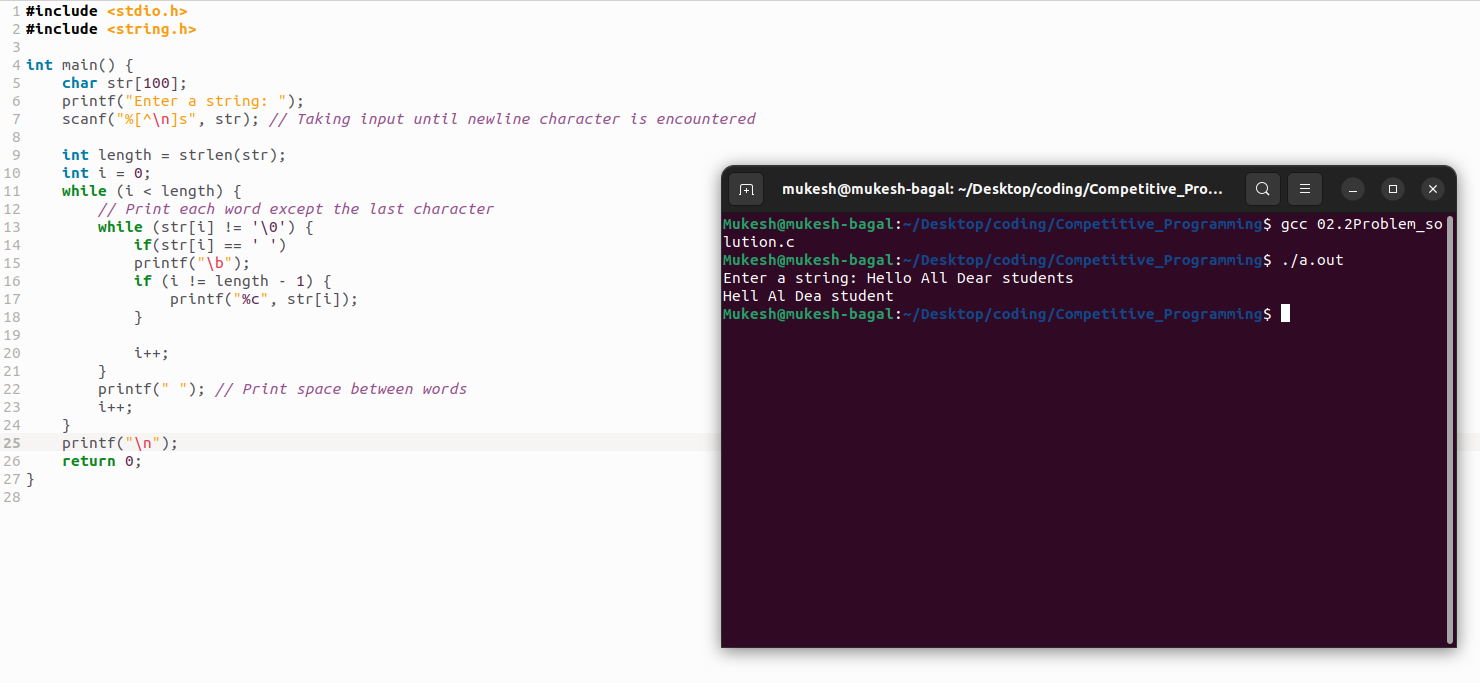 1 #include <stdio.h>
2 #include <string.h>
3
4 int main() {
5     char str[100];
6     printf("Enter a string: ");
7     scanf("%[^\n]s", str); // Taking input until newline character is encountered
8
9     int length = strlen(str);
10     int i = 0;
11     while (i < length) {
12         // Print each word except the last character
13         while (str[i] != '\0') {
14             if(str[i] == ' ')
15             printf("\b");
16             if (i != length - 1) {
17                 printf("%c", str[i]);
18             }
19
20             i++;
21         }
22         printf(" "); // Print space between words
23         i++;
24     }
25     printf("\n");
26     return 0;
27 }
28
mukesh@mukesh-bagal: ~/Desktop/coding/Competitive_Pro...
Mukesh@mukesh-bagal:~/Desktop/coding/Competitive_Programming$ gcc 02.2Problem_so
lution.c
Mukesh@mukesh-bagal:~/Desktop/coding/Competitive_Programming$ ./a.out
Enter a string: Hello All Dear students
Hell Al Dea student
Mukesh@mukesh-bagal:~/Desktop/coding/Competitive_Programming$